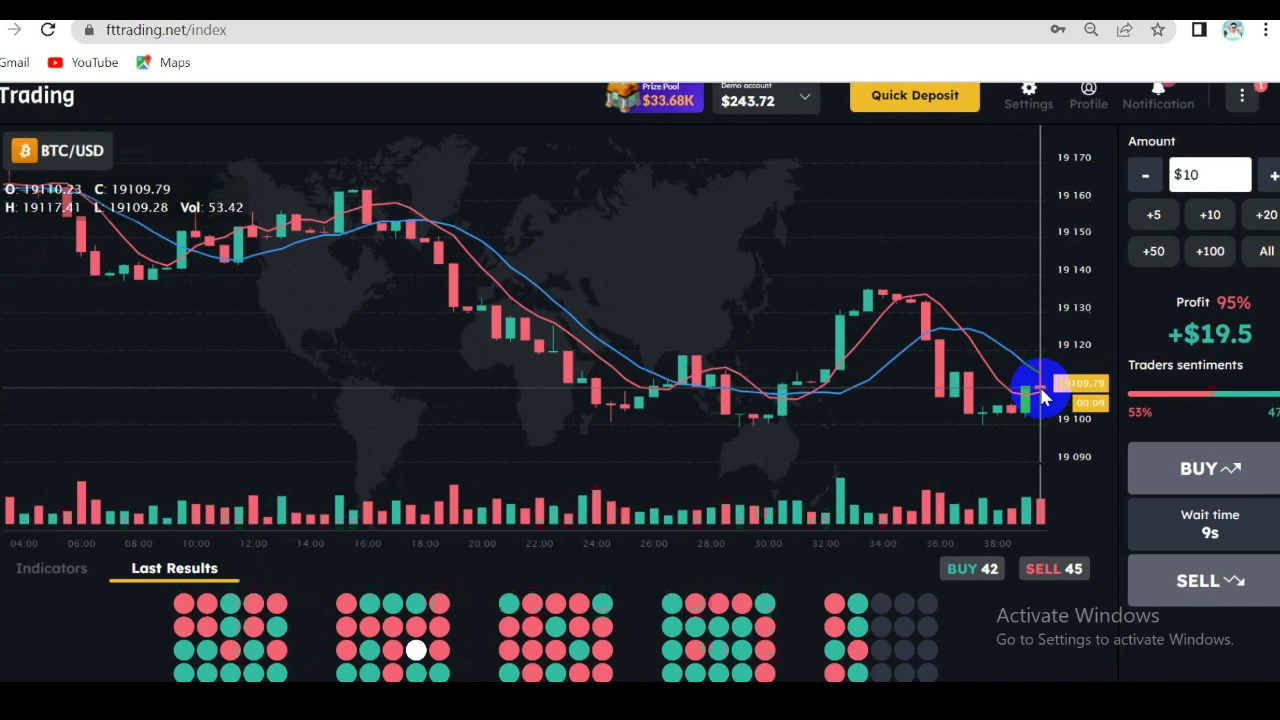 fttrading.net/index
Gmail YouTube Maps
Trading
Prize Pool
$33.68K
Demo account
$243.72
Quick Deposit
Settings Profile Notification
1
BTC/USD
O: 19110.23 C: 19109.79
H: 19117.41 L: 19109.28 Vol: 53.42
19 170
19 160
19 150
19 140
19 130
19 120
19109.79
00:09
19 100
19 090
Amount
- $10 +
+5 +10 +20
+50 +100 All
Profit 95%
+$19.5
Traders sentiments
53% 47
BUY
Wait time
9s
SELL
04:00 06:00 08:00 10:00 12:00 14:00 16:00 18:00 20:00 22:00 24:00 26:00 28:00 30:00 32:00 34:00 36:00 38:00
Indicators Last Results
BUY 42 SELL 45
Activate Windows
Go to Settings to activate Windows.